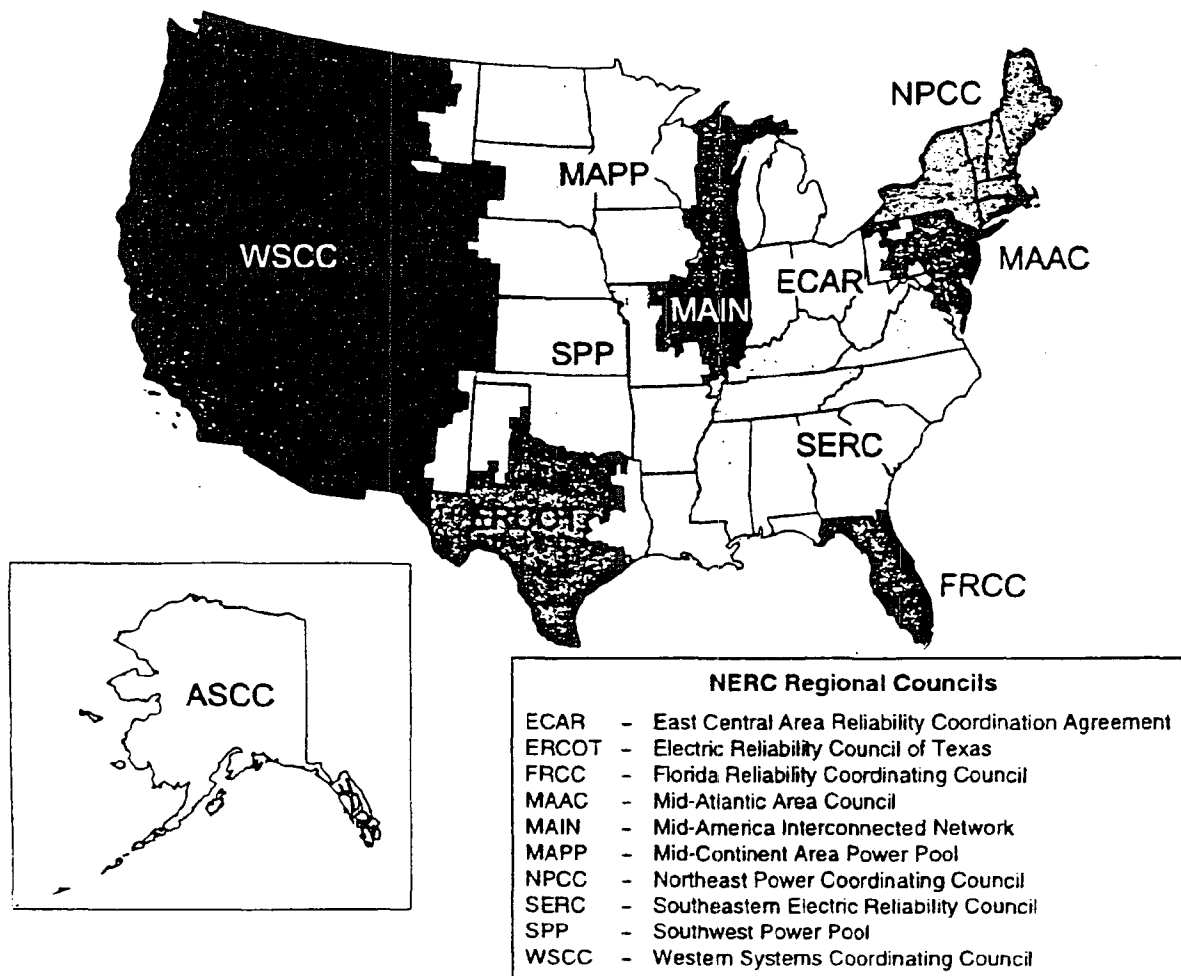 NPCC
MAPP
MAAC
WSCC
ECAR
MAIN
SPP
SERC
ERCOT
FRCC
ASCC
NERC Regional Councils
ECAR – East Central Area Reliability Coordination Agreement
ERCOT – Electric Reliability Council of Texas
FRCC – Florida Reliability Coordinating Council
MAAC – Mid-Atlantic Area Council
MAIN – Mid-America Interconnected Network
MAPP – Mid-Continent Area Power Pool
NPCC – Northeast Power Coordinating Council
SERC – Southeastern Electric Reliability Council
SPP – Southwest Power Pool
WSCC – Western Systems Coordinating Council